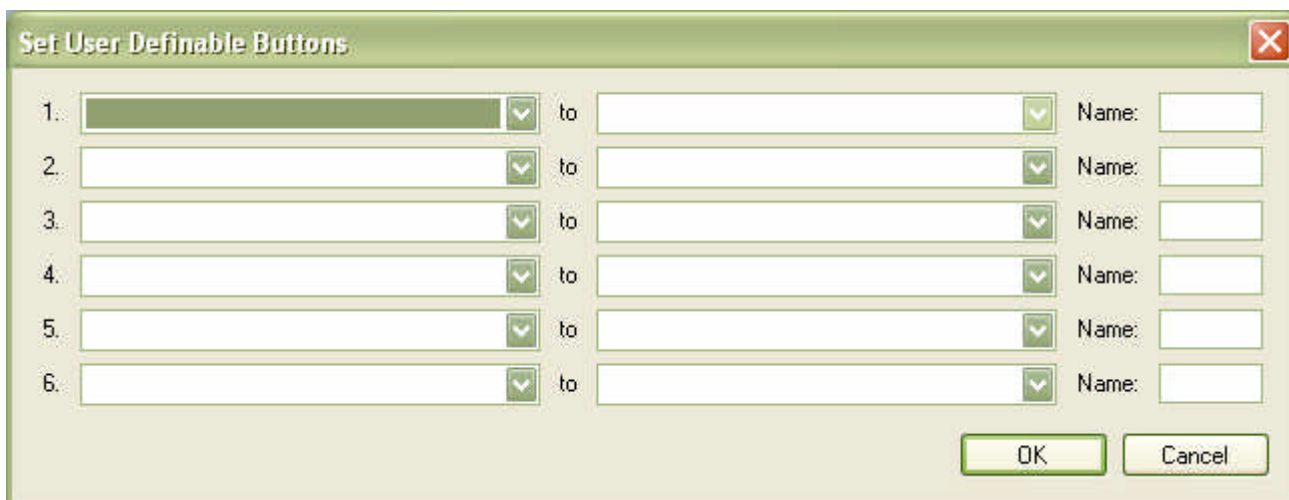 Set User Definable Buttons
1. to Name:
2. to Name:
3. to Name:
4. to Name:
5. to Name:
6. to Name:
OK Cancel